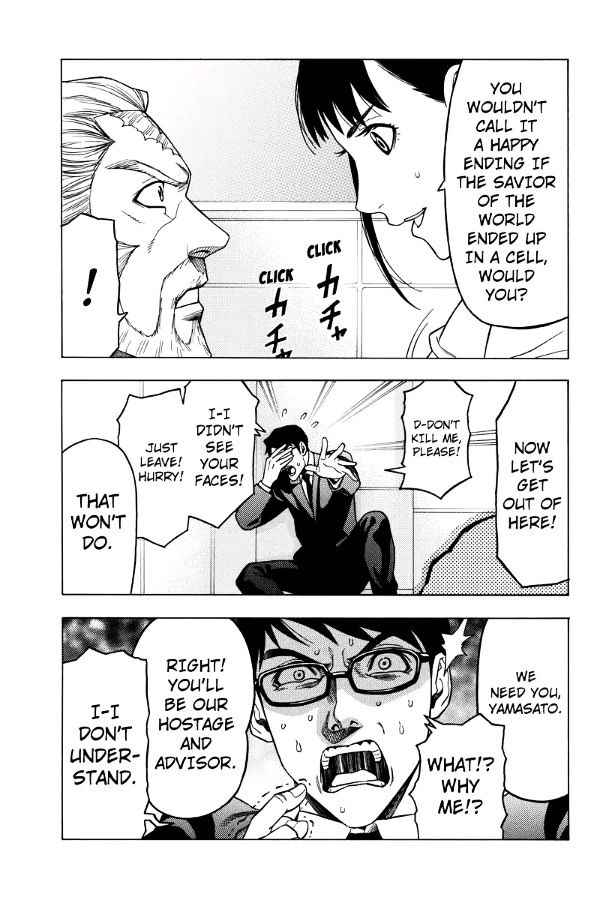 YOU
WOULDN'T
CALL IT
A HAPPY
ENDING IF
THE SAVIOR
OF THE
WORLD
ENDED UP
IN A CELL,
WOULD
YOU?
CLICK
カチャ
CLICK
カチャ
!
NOW
LET'S
GET
OUT OF
HERE!
D-DON'T
KILL ME,
PLEASE!
I-I
DIDN'T
SEE
YOUR
FACES!
JUST
LEAVE!
HURRY!
THAT
WON'T
DO.
WE
NEED YOU,
YAMASATO.
WHAT!?
WHY
ME!?
RIGHT!
YOU'LL
BE OUR
HOSTAGE
AND
ADVISOR.
I-I
DON'T
UNDER-
STAND.